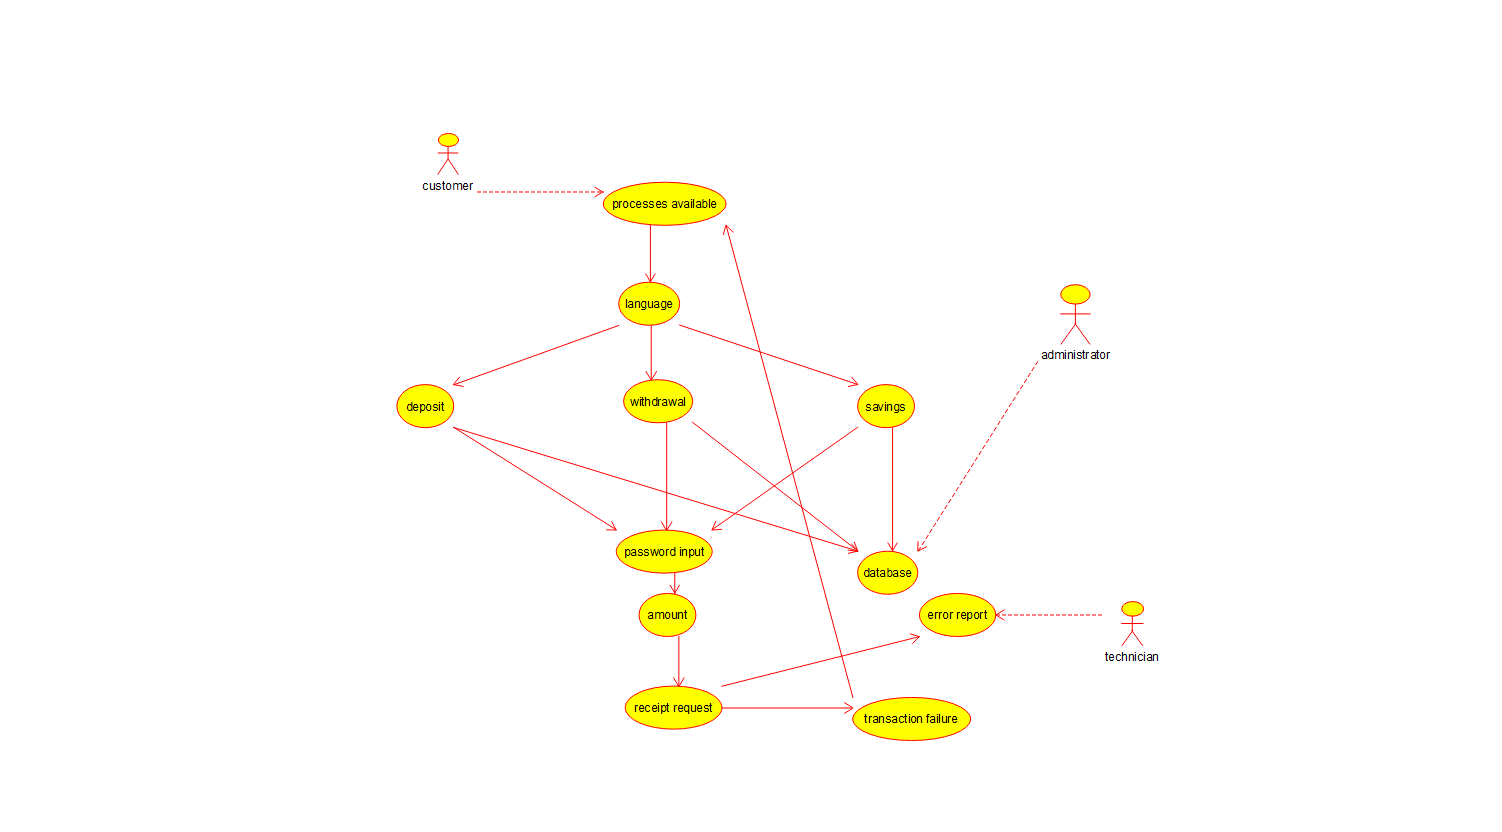 customer
processes available
language
administrator
deposit
withdrawal
savings
password input
database
amount
error report
technician
receipt request
transaction failure